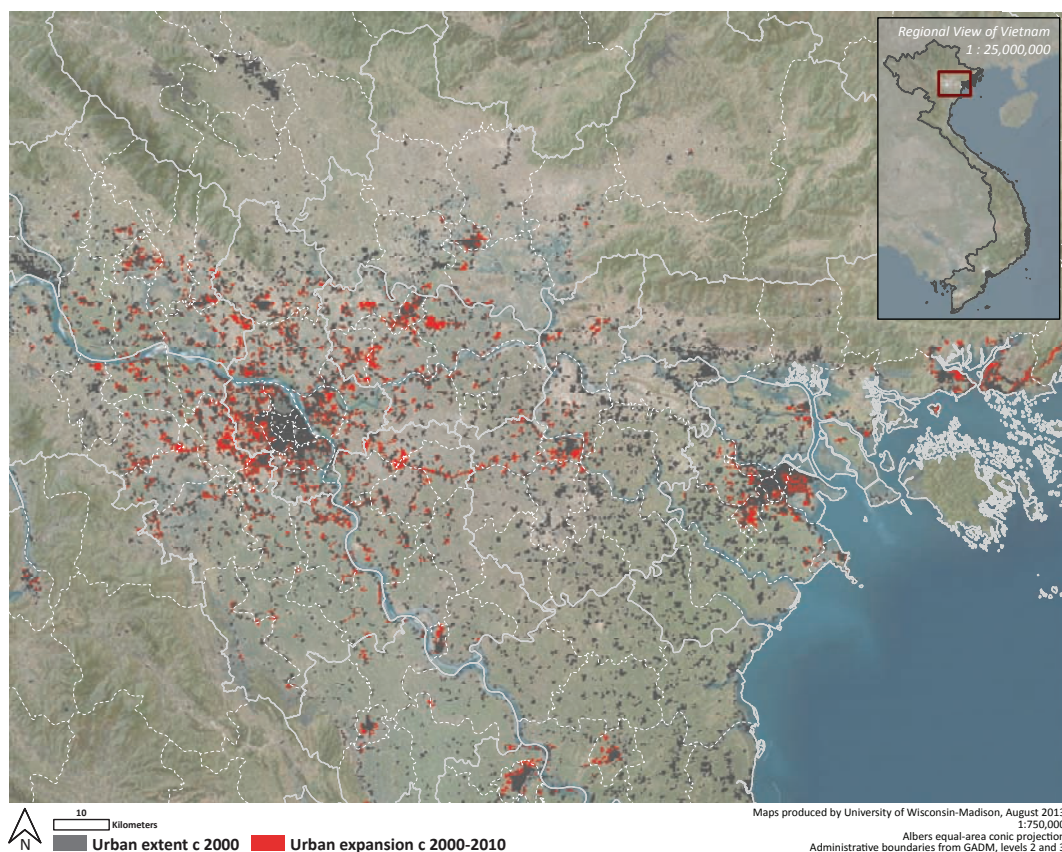 Regional View of Vietnam
1 : 25,000,000
N
10
Kilometers
Urban extent c 2000
Urban expansion c 2000-2010
Maps produced by University of Wisconsin-Madison, August 2013
1:750,000
Albers equal-area conic projection
Administrative boundaries from GADM, levels 2 and